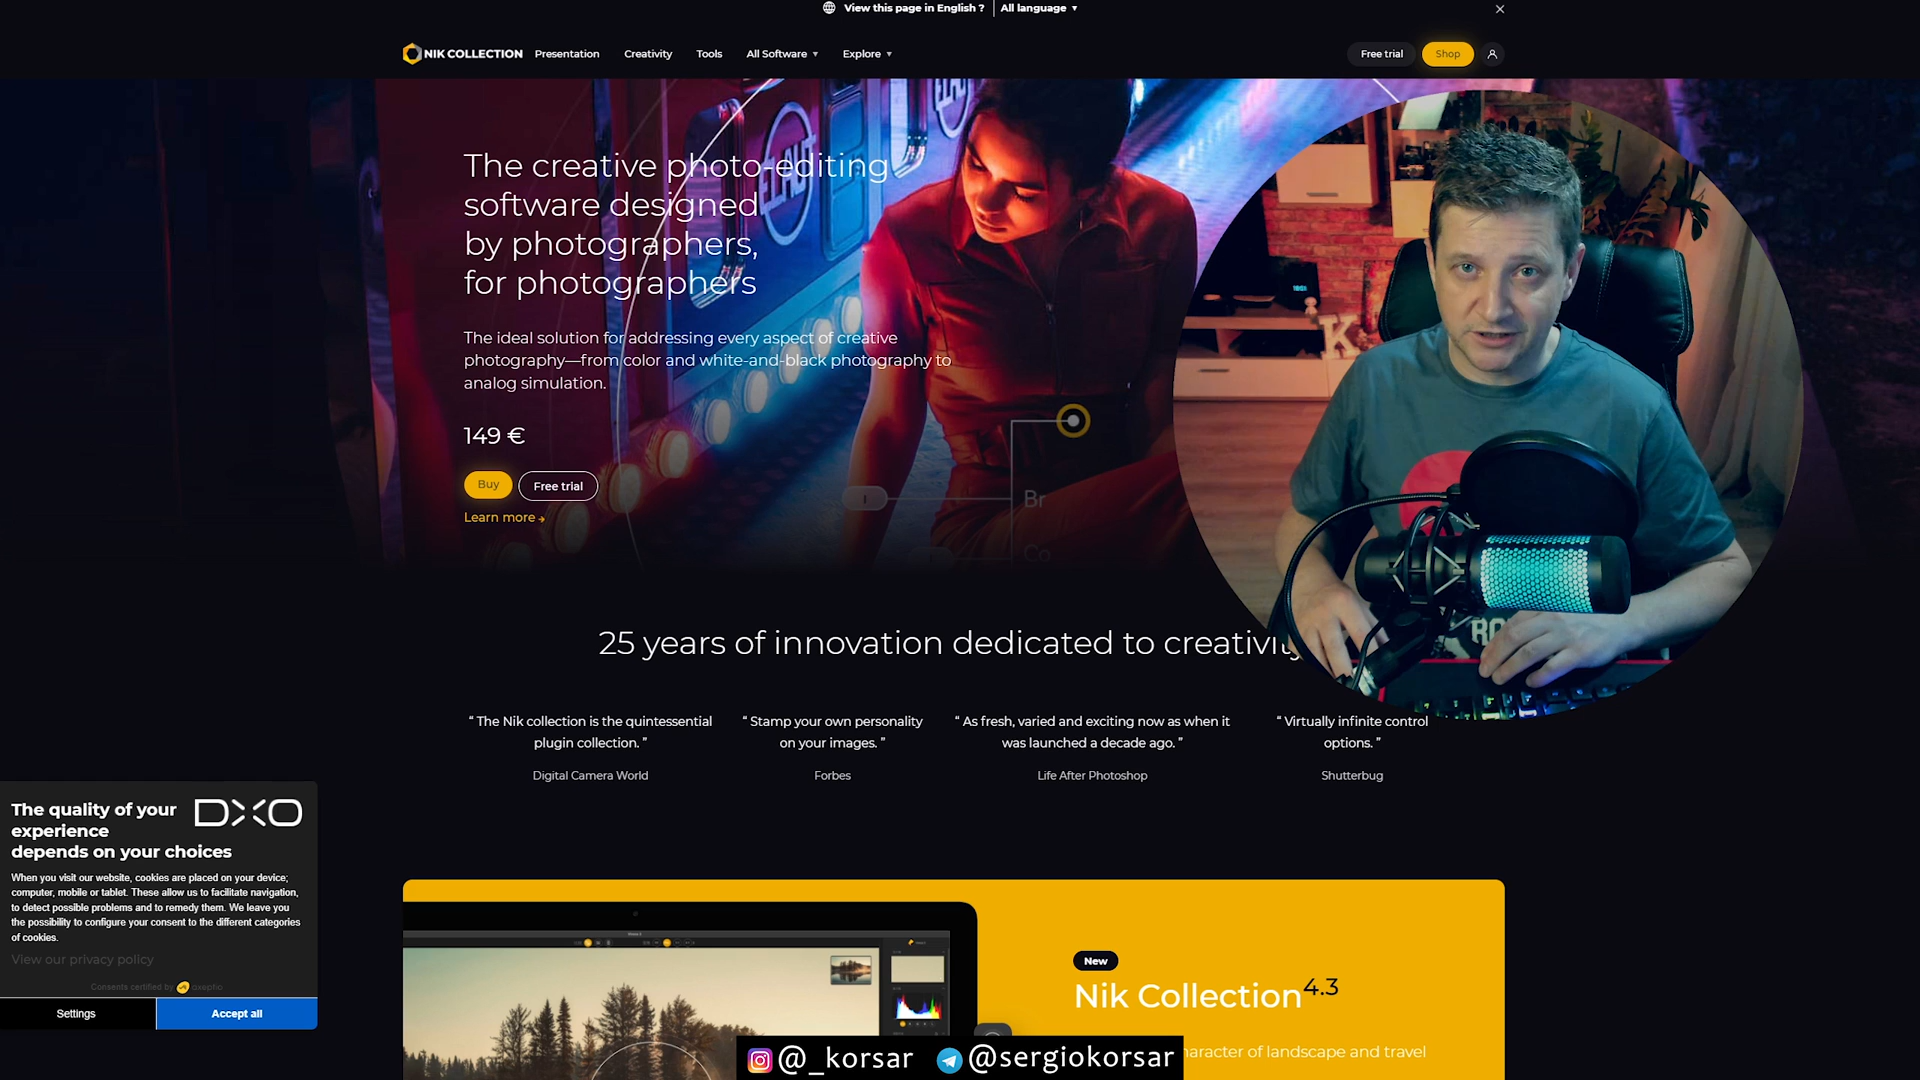 View this page in English ?
All language
NIK COLLECTION
Presentation
Creativity
Tools
All Software
Explore
Free trial
Shop
ELAUT
The creative photo-editing
software designed
by photographers,
for photographers
The ideal solution for addressing every aspect of creative
photography—from color and white-and-black photography to
analog simulation.
149 €
Buy
Free trial
Learn more
Br
Co
K
25 years of innovation dedicated to creativity
“ The Nik collection is the quintessential
plugin collection. ”
Digital Camera World
“ Stamp your own personality
on your images. ”
Forbes
“ As fresh, varied and exciting now as when it
was launched a decade ago. ”
Life After Photoshop
“ Virtually infinite control
options. ”
Shutterbug
The quality of your
experience
depends on your choices
DXO
When you visit our website, cookies are placed on your device;
computer, mobile or tablet. These allow us to facilitate navigation,
to detect possible problems and to remedy them. We leave you
the possibility to configure your consent to the different categories
of cookies.
View our privacy policy
Consents certified by axeptio
Settings
Accept all
New
Nik Collection 4.3
character of landscape and travel
@_korsar
@sergiokorsar